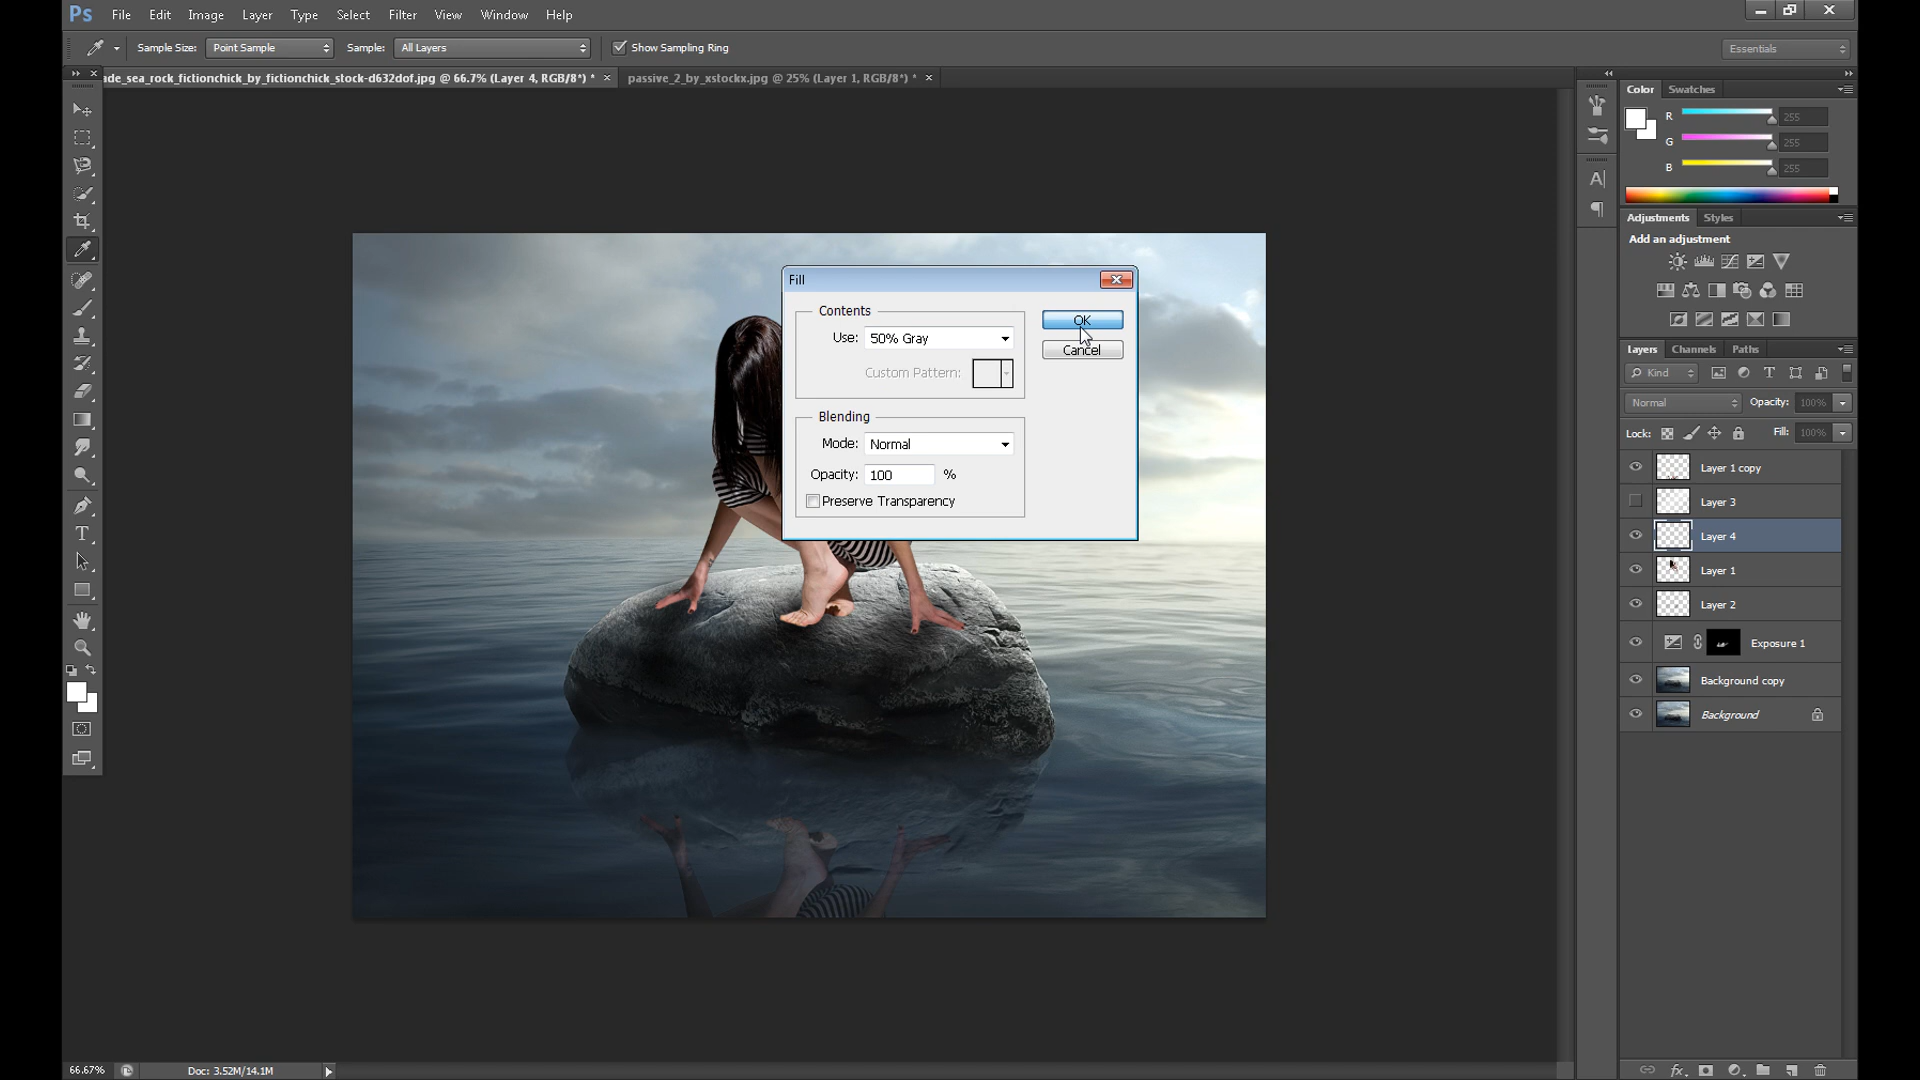 Ps File Edit Image Layer Type Select Filter View Window Help
Sample Size: Point Sample Sample: All Layers Show Sampling Ring Essentials
ade_sea_rock_fictionchick_by_fictionchick_stock-d632dof.jpg @ 66.7% (Layer 4, RGB/8*) * passive_2_by_xstockx.jpg @ 25% (Layer 1, RGB/8*) *
Color Swatches
R 255
G 255
B 255
Adjustments Styles
Add an adjustment
Fill
Contents
Use: 50% Gray
Custom Pattern:
OK
Cancel
Blending
Mode: Normal
Opacity: 100 %
Preserve Transparency
Layers Channels Paths
Kind
Normal Opacity: 100%
Lock: Fill: 100%
Layer 1 copy
Layer 3
Layer 4
Layer 1
Layer 2
Exposure 1
Background copy
Background
66.67% Doc: 3.52M/14.1M